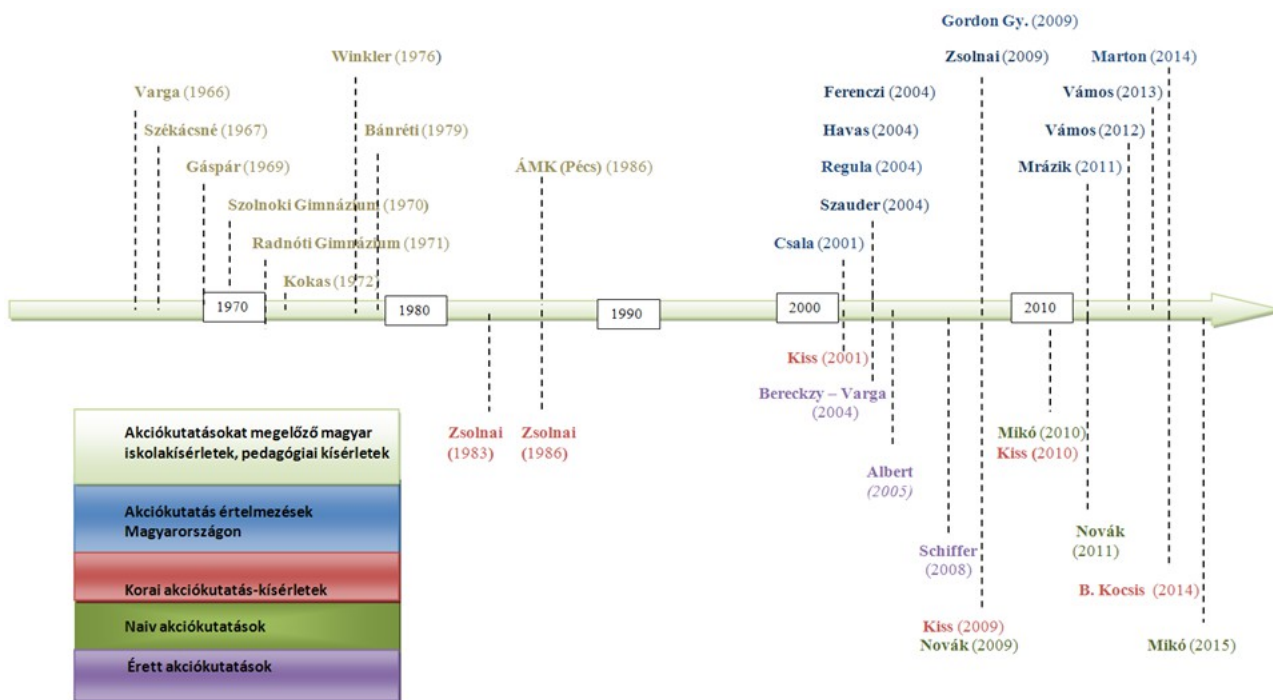 Gordon Gy. (2009)
Winkler (1976)
Zsolnai (2009)
Marton (2014)
Varga (1966)
Ferenczi (2004)
Vámos (2013)
Székácsné (1967)
Bánréti (1979)
Havas (2004)
Vámos (2012)
Gáspár (1969)
ÁMK (Pécs) (1986)
Regula (2004)
Mrázik (2011)
Szolnoki Gimnázium (1970)
Szauder (2004)
Radnóti Gimnázium (1971)
Csala (2001)
Kokas (1972)
1970
1980
1990
2000
2010
Kiss (2001)
Bereckzy – Varga
(2004)
Zsolnai
(1983)
Zsolnai
(1986)
Mikó (2010)
Kiss (2010)
Albert
(2005)
Novák
(2011)
Schiffer
(2008)
B. Kocsis (2014)
Kiss (2009)
Novák (2009)
Mikó (2015)
Akciókutatásokat megelőző magyar
iskolakísérletek, pedagógiai kísérletek
Akciókutatás értelmezések
Magyarországon
Korai akciókutatás-kísérletek
Naiv akciókutatások
Érett akciókutatások